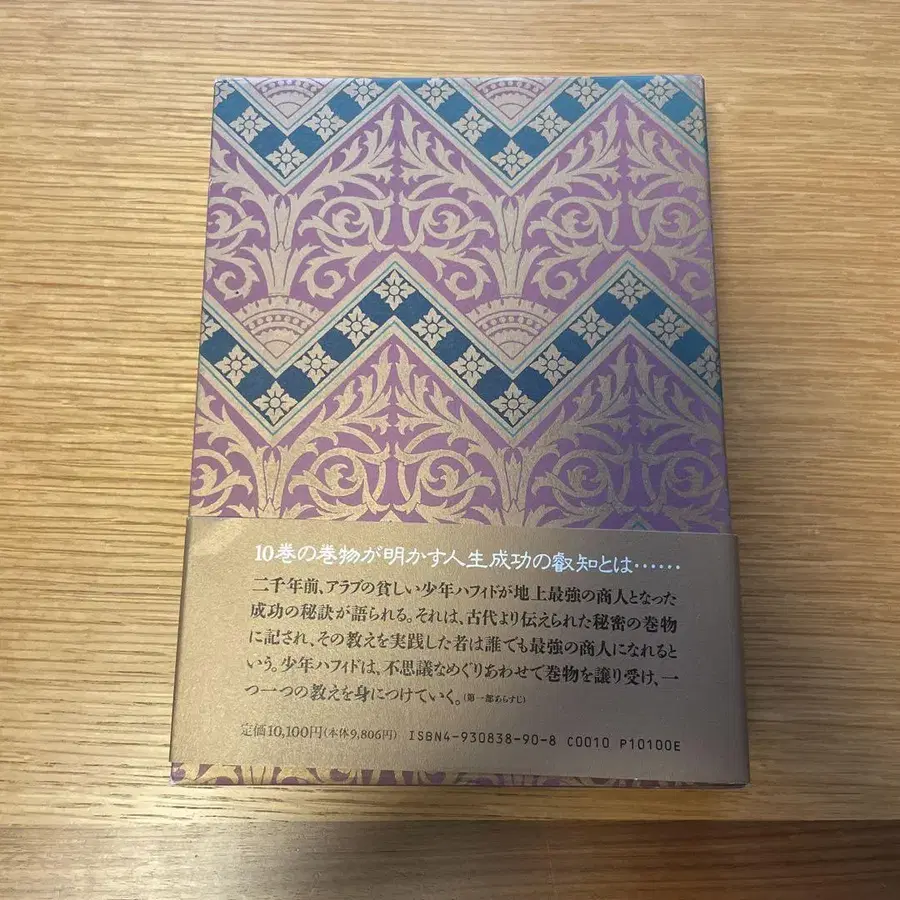 10巻の巻物が明かす人生成功の叡知とは……
二千年前、アラブの貧しい少年ハフィドが地上最強の商人となった
成功の秘訣が語られる。それは、古代より伝えられた秘密の巻物
に記され、その教えを実践した者は誰でも最強の商人になれると
いう。少年ハフィドは、不思議なめぐりあわせで巻物を譲り受け、一
つ一つの教えを身につけていく。(第一部あらすじ)
定価10,100円(本体9,806円) ISBN4-930838-90-8 C0010 P10100E